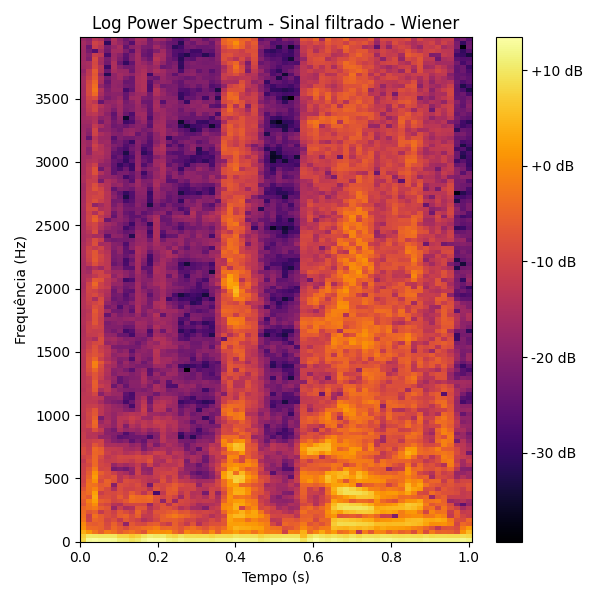 Log Power Spectrum - Sinal filtrado - Wiener
Frequência (Hz)
3500
3000
2500
2000
1500
1000
500
0
0.0 0.2 0.4 0.6 0.8 1.0
Tempo (s)
+10 dB
+0 dB
-10 dB
-20 dB
-30 dB